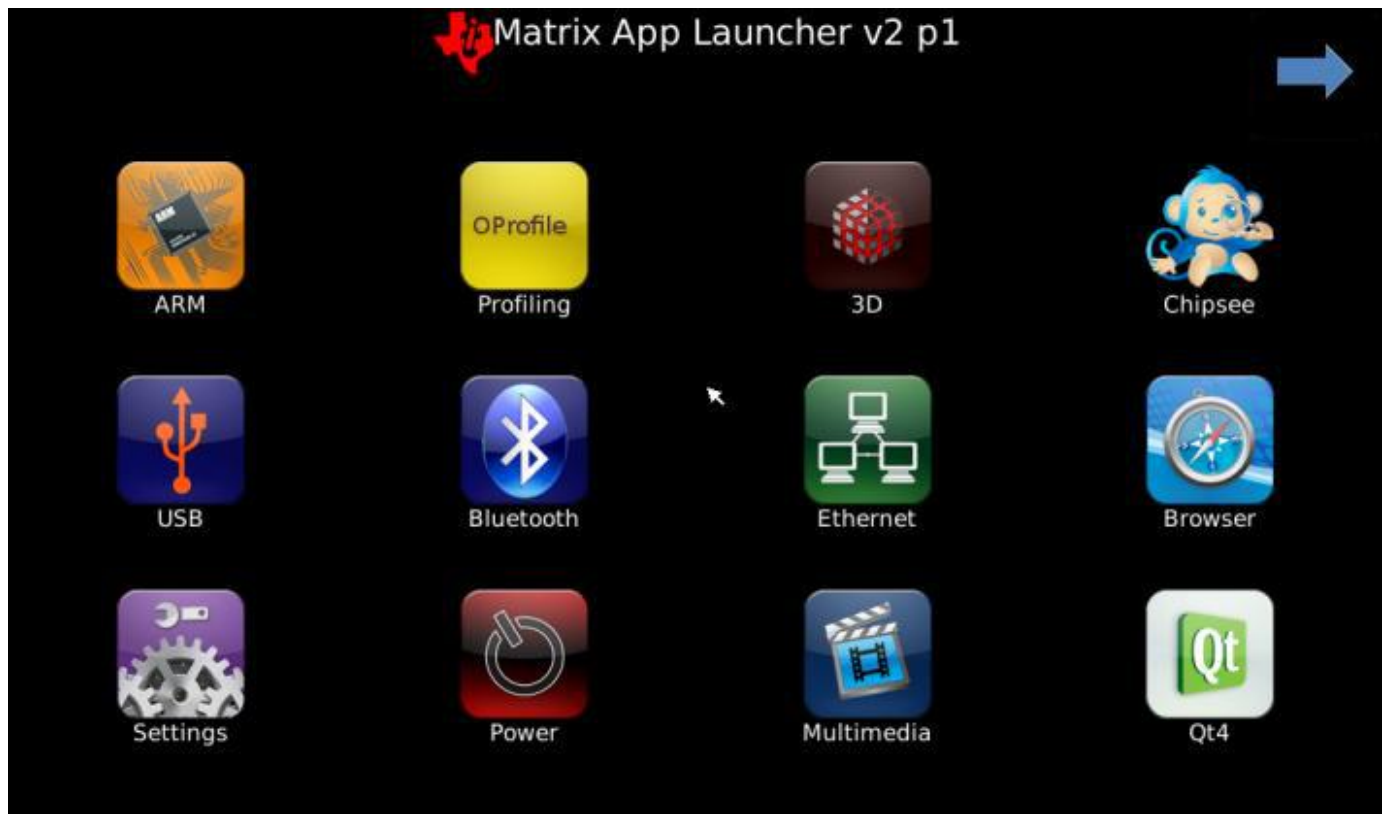 Matrix App Launcher v2 p1
OProfile
ARM
ARM
Profiling
3D
Chipsee
USB
Bluetooth
Ethernet
Browser
Settings
Power
Multimedia
Qt
Qt4